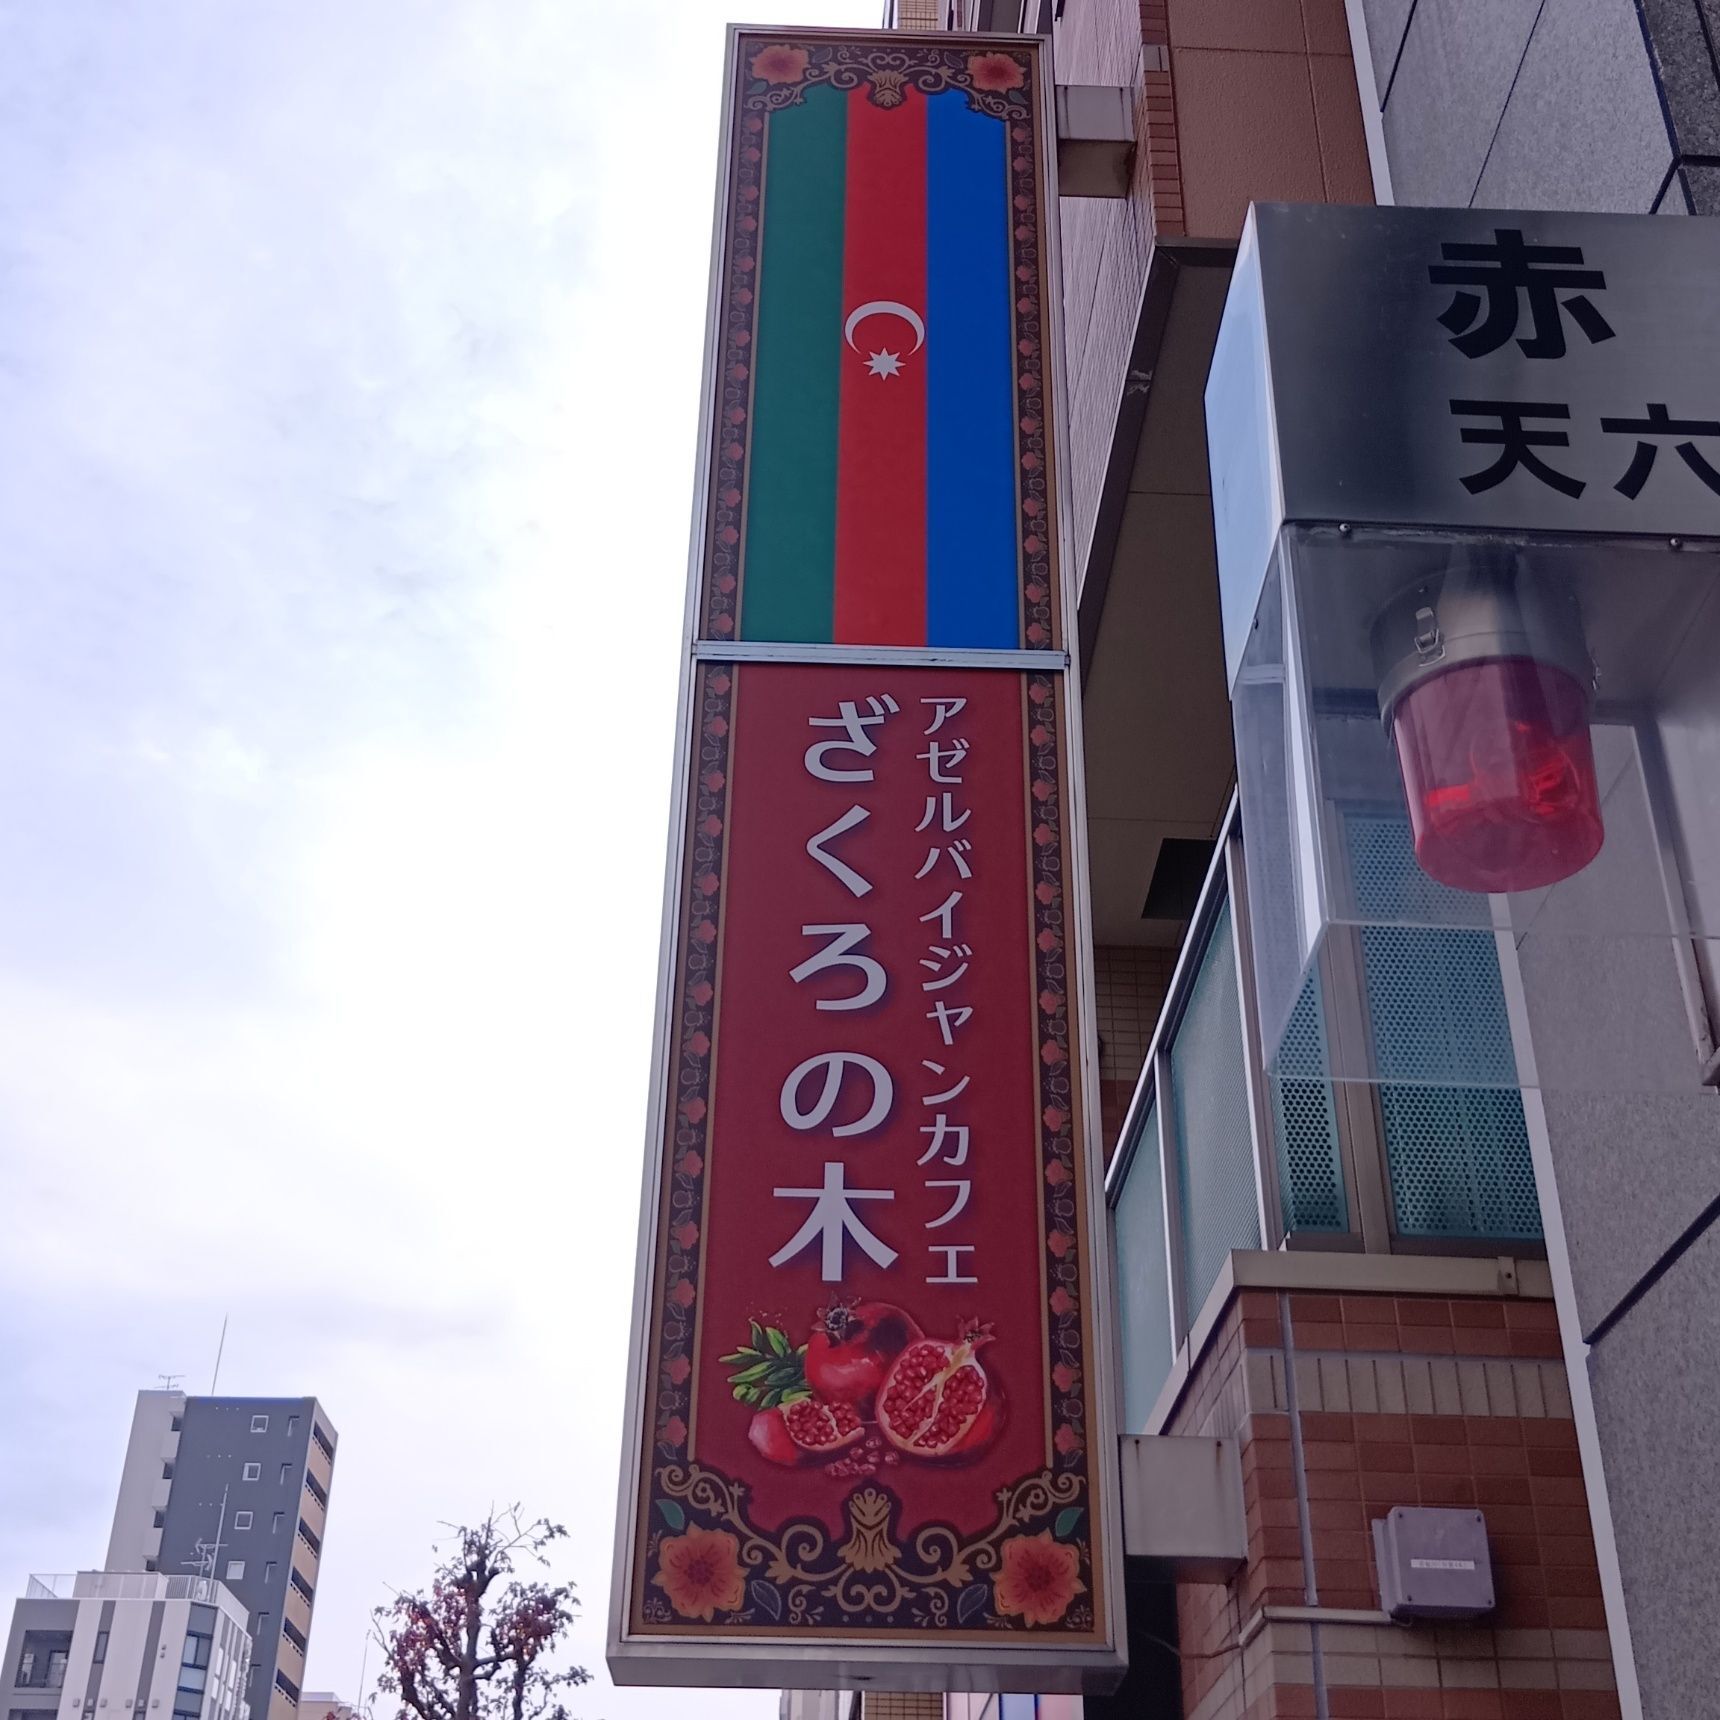 アゼルバイジャンカフェ
ざくろの木
赤
天六